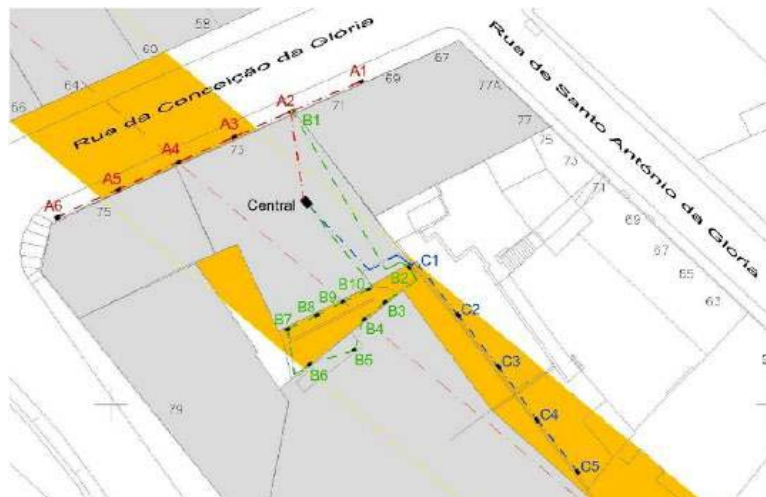 58
60
64
66
Rua da Conceição da Glória
Rua de Santo António da Glória
67
69
77A
77
71
73
75
A1
A2
A3
A4
A5
A6
B1
Central
75
73
71
69
67
65
63
C1
C2
C3
C4
C5
B2
B3
B4
B5
B6
B7
B8
B9
B10
79